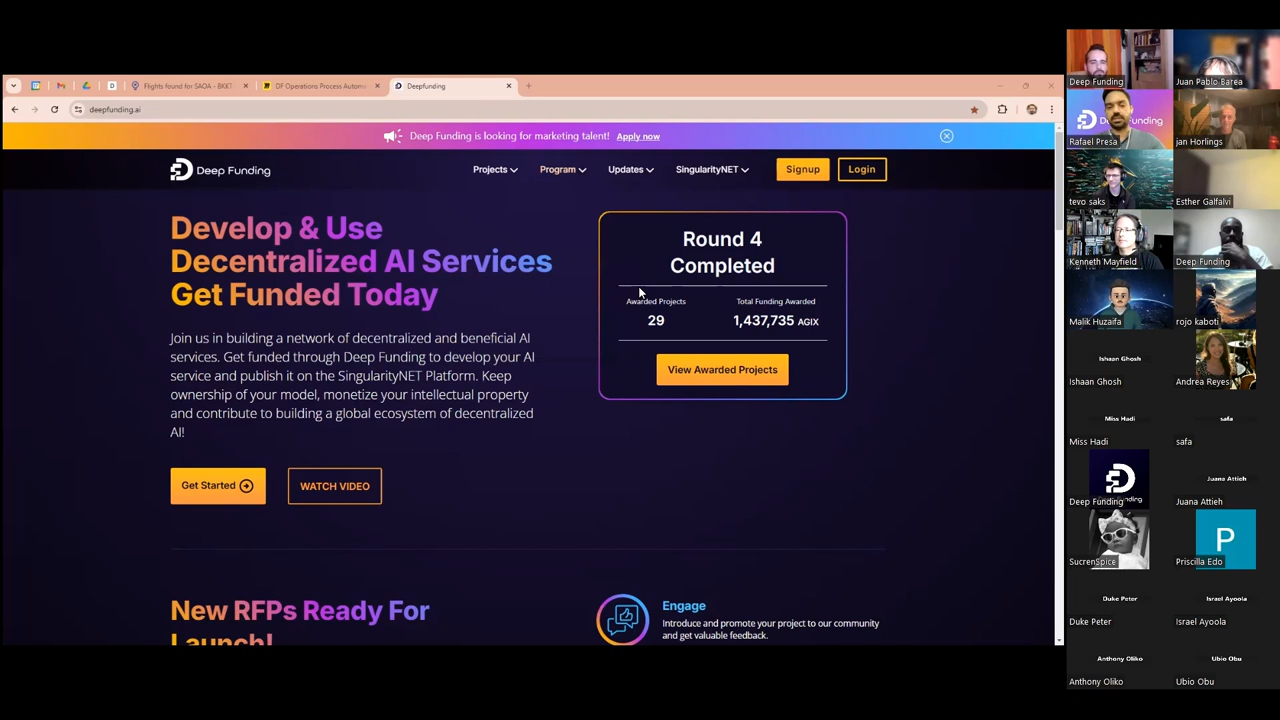 Flights found for SAOA - BKKT
DF Operations Process Autom
Deepfunding
deepfunding.ai
Deep Funding is looking for marketing talent! Apply now
Deep Funding
Projects
Program
Updates
SingularityNET
Signup
Login
Develop & Use
Decentralized AI Services
Get Funded Today
Join us in building a network of decentralized and beneficial AI
services. Get funded through Deep Funding to develop your AI
service and publish it on the SingularityNET Platform. Keep
ownership of your model, monetize your intellectual property
and contribute to building a global ecosystem of decentralized
AI!
Get Started
WATCH VIDEO
Round 4
Completed
Awarded Projects
Total Funding Awarded
29
1,437,735 AGIX
View Awarded Projects
New RFPs Ready For
Launch!
Engage
Introduce and promote your project to our community
and get valuable feedback.
Deep Funding
Juan Pablo Barea
Rafael Presa
jan Horlings
tevo saks
Esther Galfalvi
Kenneth Mayfield
Deep Funding
Malik Huzaifa
rojo kaboti
Ishaan Ghosh
Ishaan Ghosh
Andrea Reyes
Miss Hadi
safa
Miss Hadi
safa
Juana Attieh
Deep Funding
Juana Attieh
SucrenSpice
P
Priscilla Edo
Duke Peter
Israel Ayoola
Duke Peter
Israel Ayoola
Anthony Oliko
Ubio Obu
Anthony Oliko
Ubio Obu